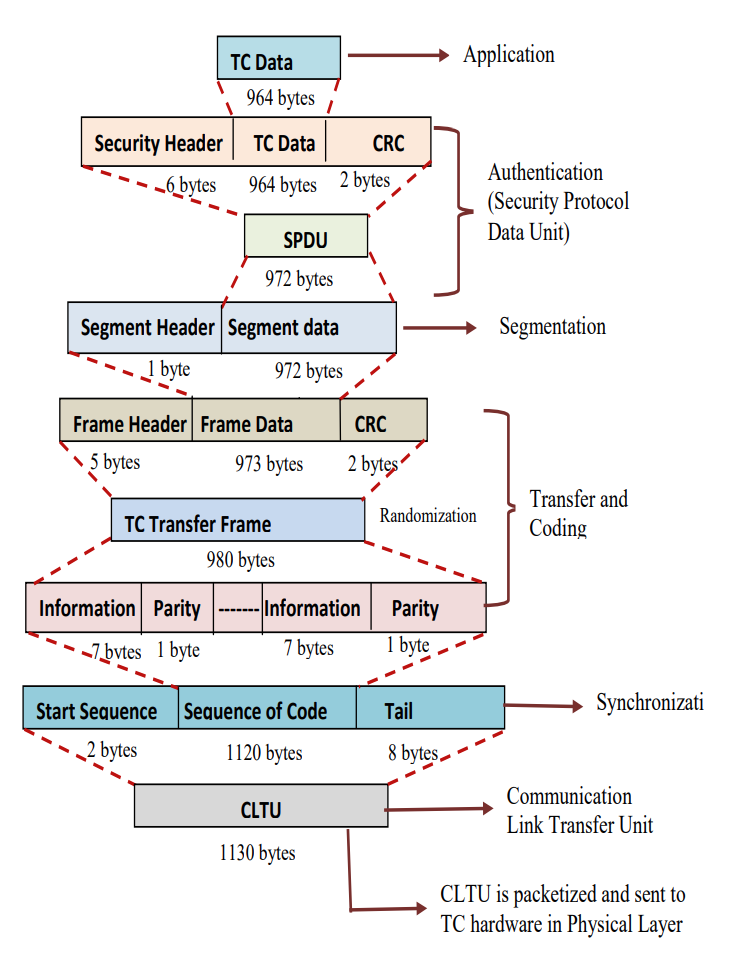 TC Data
Application
964 bytes
Security Header TC Data CRC
6 bytes 964 bytes 2 bytes
Authentication
(Security Protocol
Data Unit)
SPDU
972 bytes
Segment Header Segment data
Segmentation
1 byte 972 bytes
Frame Header Frame Data CRC
5 bytes 973 bytes 2 bytes
TC Transfer Frame
Randomization
Transfer and
Coding
980 bytes
Information Parity ------- Information Parity
7 bytes 1 byte 7 bytes 1 byte
Start Sequence Sequence of Code Tail
Synchronizati
2 bytes 1120 bytes 8 bytes
CLTU
Communication
Link Transfer Unit
1130 bytes
CLTU is packetized and sent to
TC hardware in Physical Layer